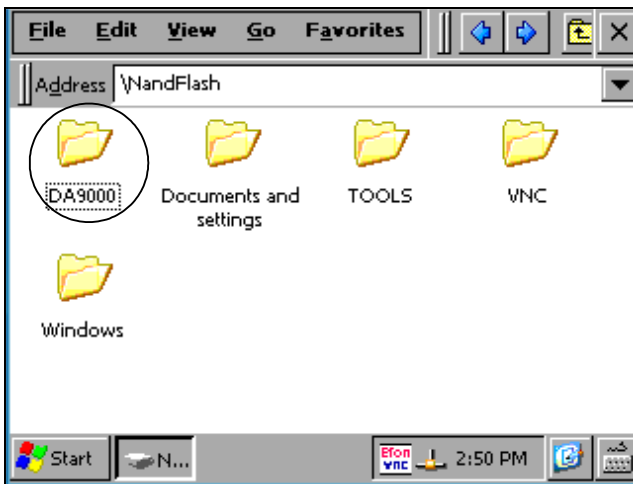 File Edit View Go Favorites
Address \NandFlash
DA9000 Documents and settings TOOLS VNC
Windows
Start N... Efon VNC 2:50 PM